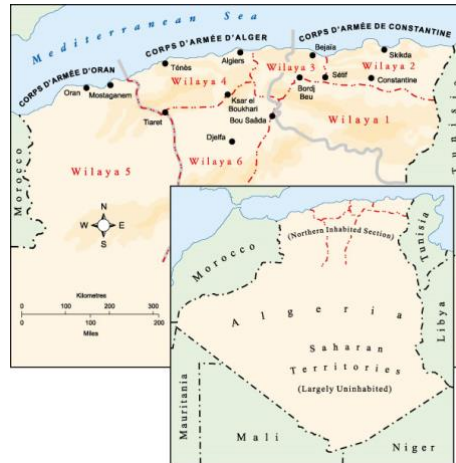 Mediterranean Sea
CORPS D'ARMÉE D'ORAN
CORPS D'ARMÉE D'ALGER
CORPS D'ARMÉE DE CONSTANTINE
Ténès
Algiers
Bejaïa
Skikda
Oran
Mostaganem
Wilaya 4
Wilaya 3
Wilaya 2
Sétif
Constantine
Bordj
Beu
Tiaret
Ksar el
Boukhari
Bou Saâda
Wilaya 1
Djelfa
Wilaya 5
Wilaya 6
Morocco
Tunisia
N
W E
S
Kilometres
0 100 200 300
0 100 200
Miles
(Northern Inhabited Section)
Morocco
Tunisia
Algeria
Libya
Saharan
Territories
(Largely Uninhabited)
Mauritania
Mali
Niger